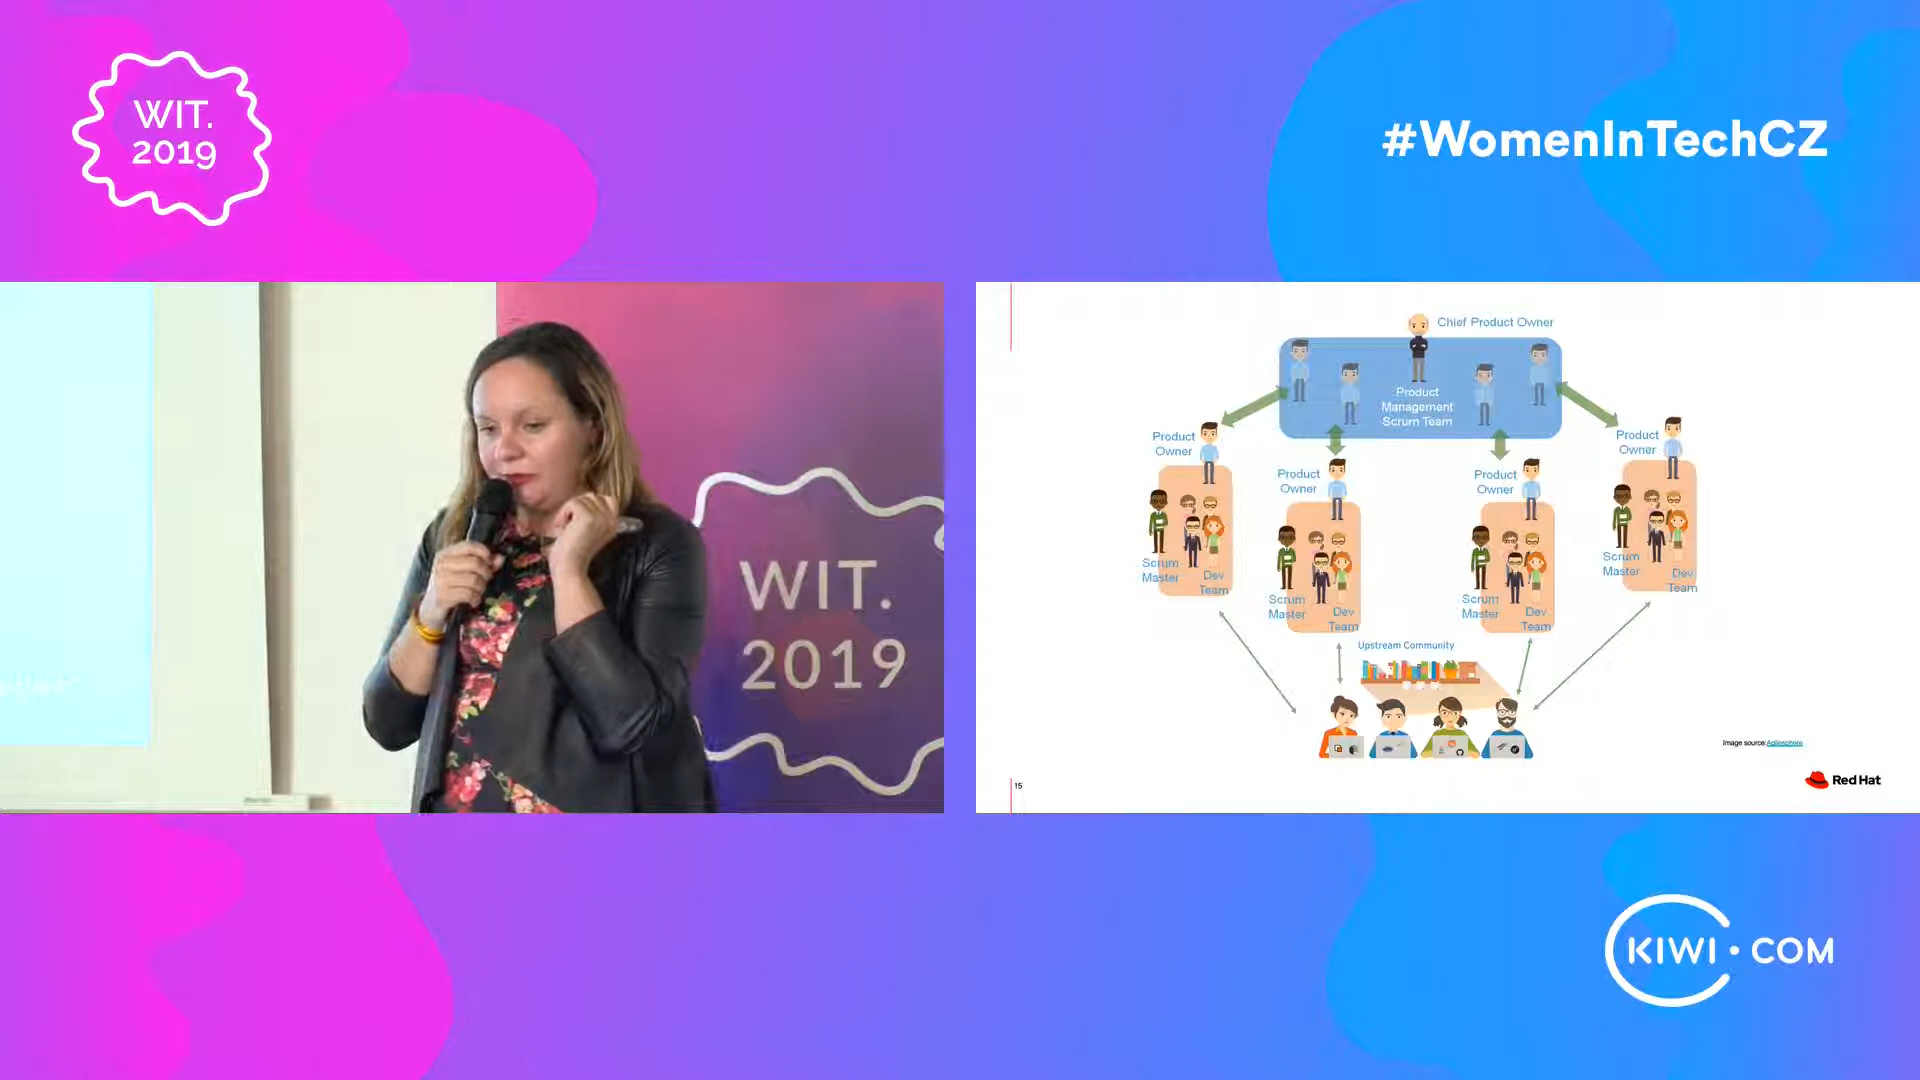 WIT.
2019
#WomenInTechCZ
WIT.
2019
Chief Product Owner
Product
Management
Scrum Team
Product
Owner
Scrum
Master
Dev
Team
Product
Owner
Scrum
Master
Dev
Team
Product
Owner
Scrum
Master
Dev
Team
Product
Owner
Scrum
Master
Dev
Team
Upstream Community
Image source:Agilesphere
15
Red Hat
KIWI.COM